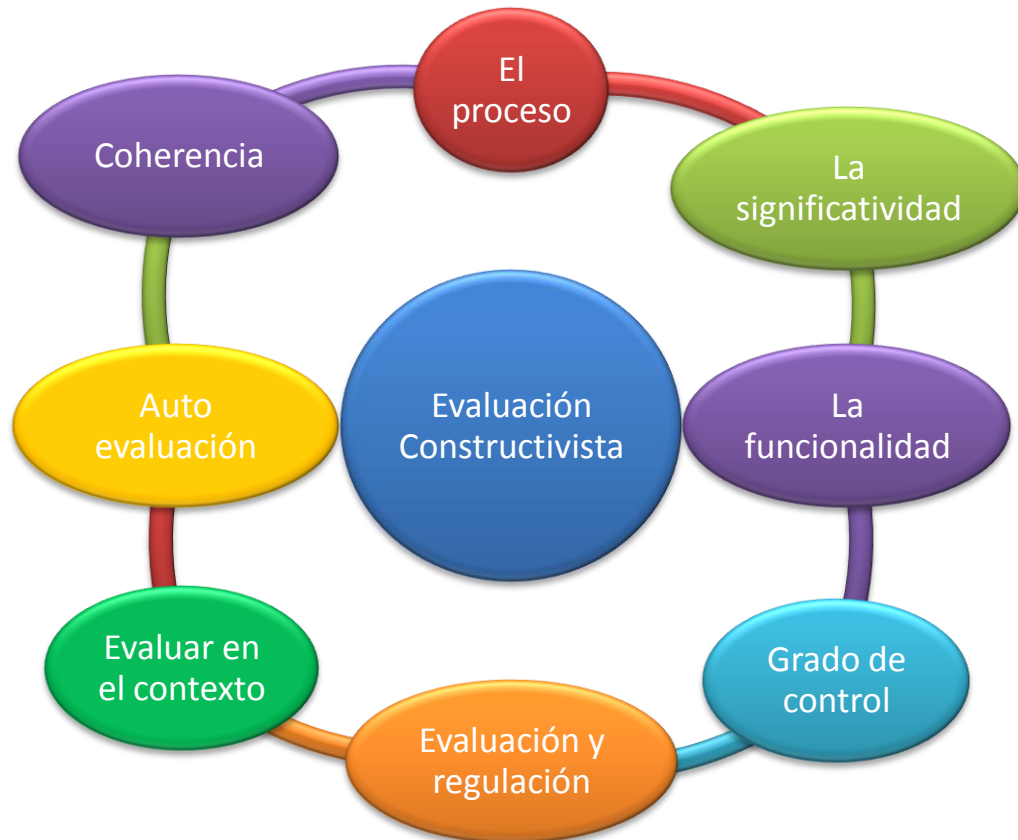 El
proceso
La
significatividad
La
funcionalidad
Grado de
control
Evaluación y
regulación
Evaluar en
el contexto
Auto
evaluación
Coherencia
Evaluación
Constructivista